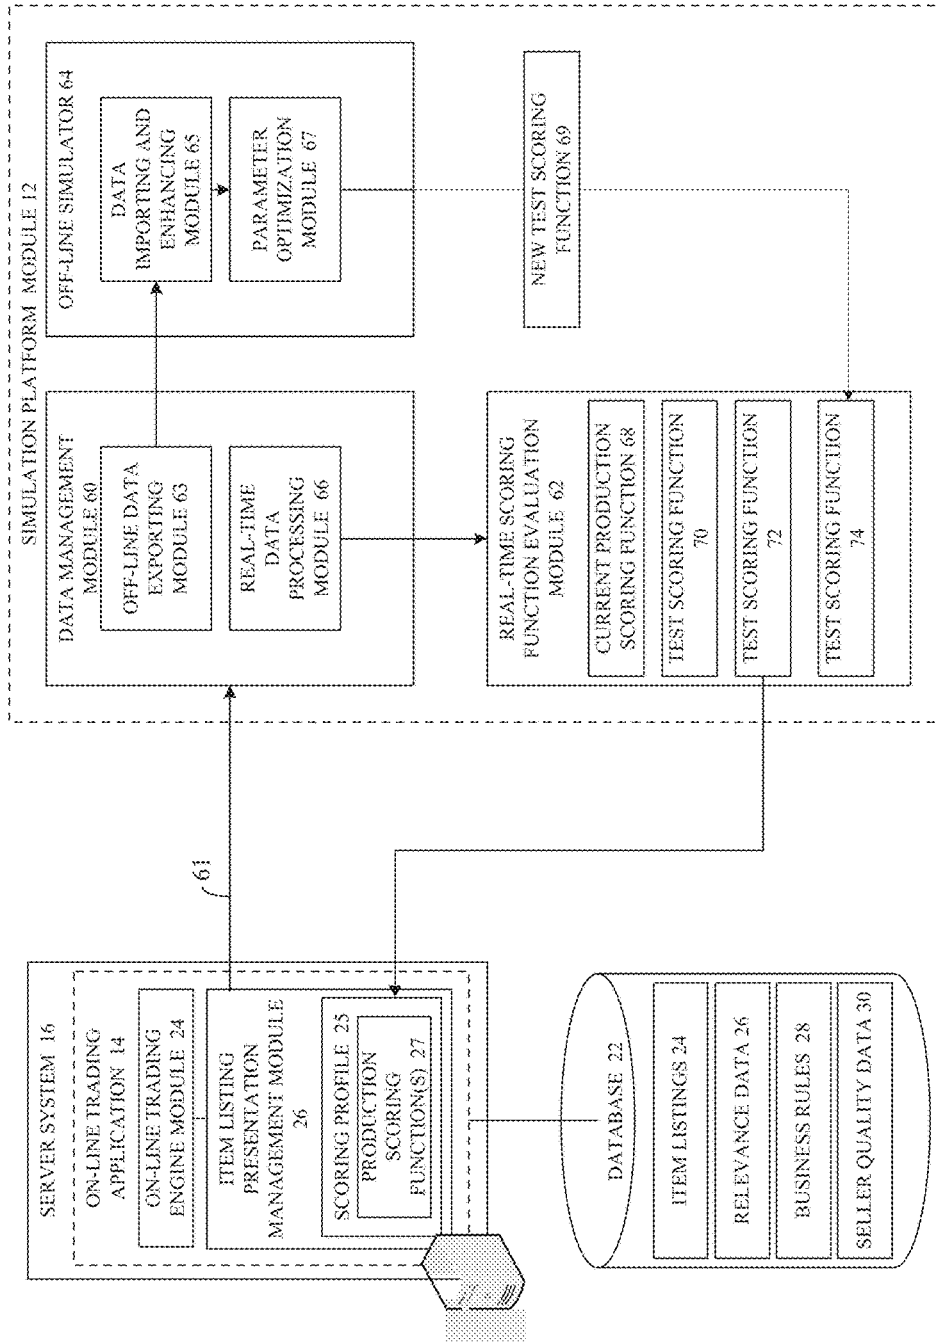 SIMULATION PLATFORM MODULE 12
SERVER SYSTEM 16
ON-LINE TRADING
APPLICATION 14
ON-LINE TRADING
ENGINE MODULE 24
ITEM LISTING
PRESENTATION
MANAGEMENT MODULE
26
SCORING PROFILE 25
PRODUCTION
SCORING
FUNCTION(S) 27
61
DATA MANAGEMENT
MODULE 60
OFF-LINE DATA
EXPORTING
MODULE 63
REAL-TIME
DATA
PROCESSING
MODULE 66
OFF-LINE SIMULATOR 64
DATA
IMPORTING AND
ENHANCING
MODULE 65
PARAMETER
OPTIMIZATION
MODULE 67
DATABASE 22
ITEM LISTINGS 24
RELEVANCE DATA 26
BUSINESS RULES 28
SELLER QUALITY DATA 30
REAL-TIME SCORING
FUNCTION EVALUATION
MODULE 62
CURRENT PRODUCTION
SCORING FUNCTION 68
TEST SCORING FUNCTION
70
TEST SCORING FUNCTION
72
TEST SCORING FUNCTION
74
NEW TEST SCORING
FUNCTION 69